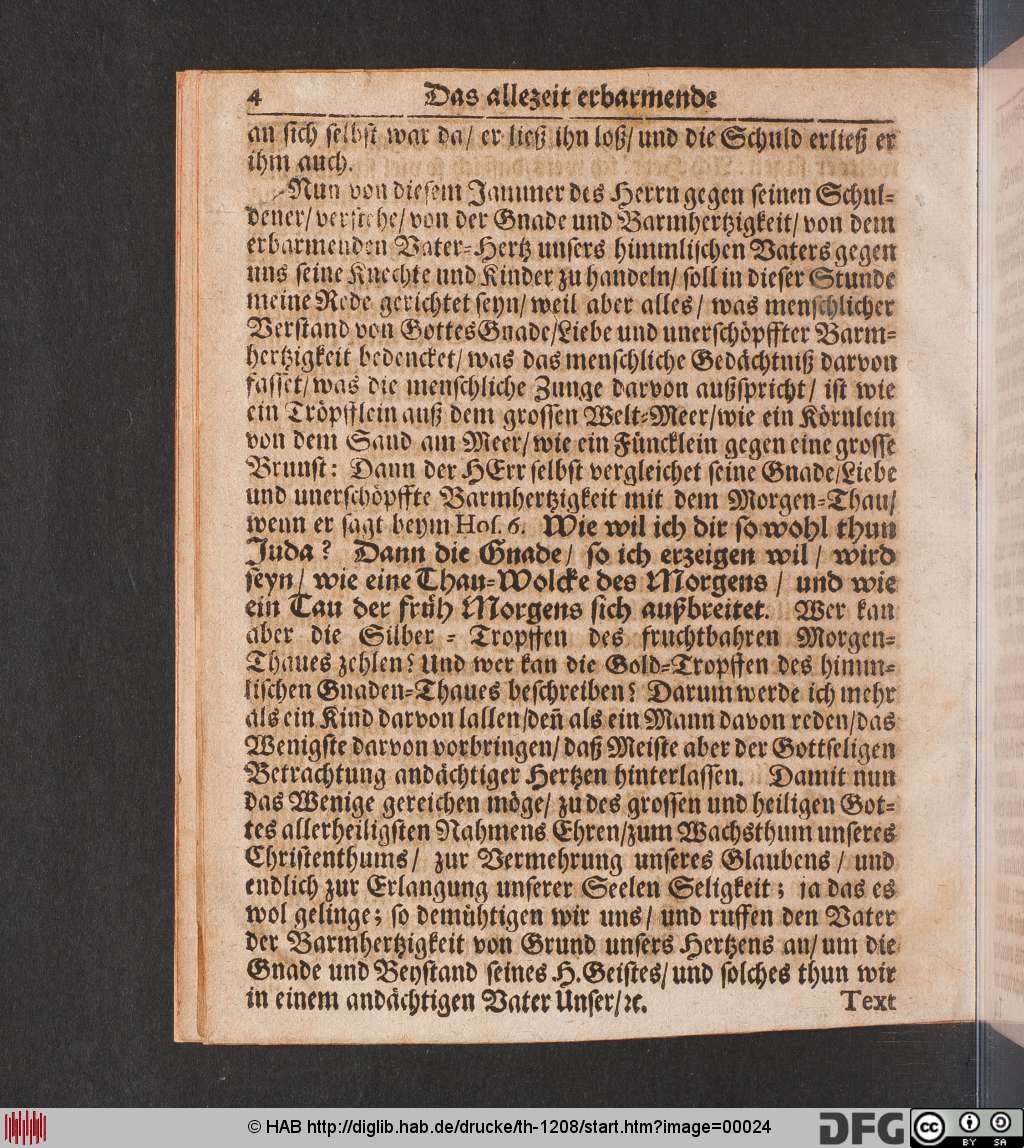 4 Das allezeit erbarmende
an sich selbst war da/ er ließ ihn loß/ und die Schuld erließ er
ihm auch.
Nun von diesem Jammer des Herrn gegen seinen Schul=
dener/ verstehe/ von der Gnade und Barmhertzigkeit/ von dem
erbarmenden Vater=Hertz unsers himmlischen Vaters gegen
uns seine Knechte und Kinder zu handeln/ soll in dieser Stunde
meine Rede gerichtet seyn/ weil aber alles/ was menschlicher
Verstand von Gottes Gnade/Liebe und unerschöpffter Barm=
hertzigkeit bedencket/ was das menschliche Gedächtniß darvon
fasset/ was die menschliche Zunge darvon außspricht/ ist wie
ein Tröpfflein auß dem grossen Welt=Meer/wie ein Körnlein
von dem Sand am Meer/ wie ein Füncklein gegen eine grosse
Brunst: Dann der HErr selbst vergleichet seine Gnade/Liebe
und unerschöpffte Barmhertzigkeit mit dem Morgen=Thau/
wenn er sagt beym Hos. 6. Wie wil ich dir so wohl thun
Juda? Dann die Gnade/ so ich erzeigen wil/ wird
seyn/ wie eine Thau=Wolcke des Morgens/ und wie
ein Tau der früh Morgens sich außbreitet. Wer kan
aber die Silber=Tropffen des fruchtbahren Morgen=
Thaues zehlen? Und wer kan die Gold=Tropffen des himm=
lischen Gnaden=Thaues beschreiben? Darum werde ich mehr
als ein Kind darvon lallen/deñ als ein Mann davon reden/das
Wenigste darvon vorbringen/ daß Meiste aber der Gottseligen
Betrachtung andächtiger Hertzen hinterlassen. Damit nun
das Wenige gereichen möge/ zu des grossen und heiligen Got=
tes allerheiligsten Nahmens Ehren/zum Wachsthum unseres
Christenthums/ zur Vermehrung unseres Glaubens/ und
endlich zur Erlangung unserer Seelen Seligkeit; ja das es
wol gelinge; so demühtigen wir uns/ und ruffen den Vater
der Barmhertzigkeit von Grund unsers Hertzens an/ um die
Gnade und Beystand seines H. Geistes/ und solches thun wir
in einem andächtigen Vater Unser/ꝛc. Text
© HAB http://diglib.hab.de/drucke/th-1208/start.htm?image=00024
DFG
cc BY SA